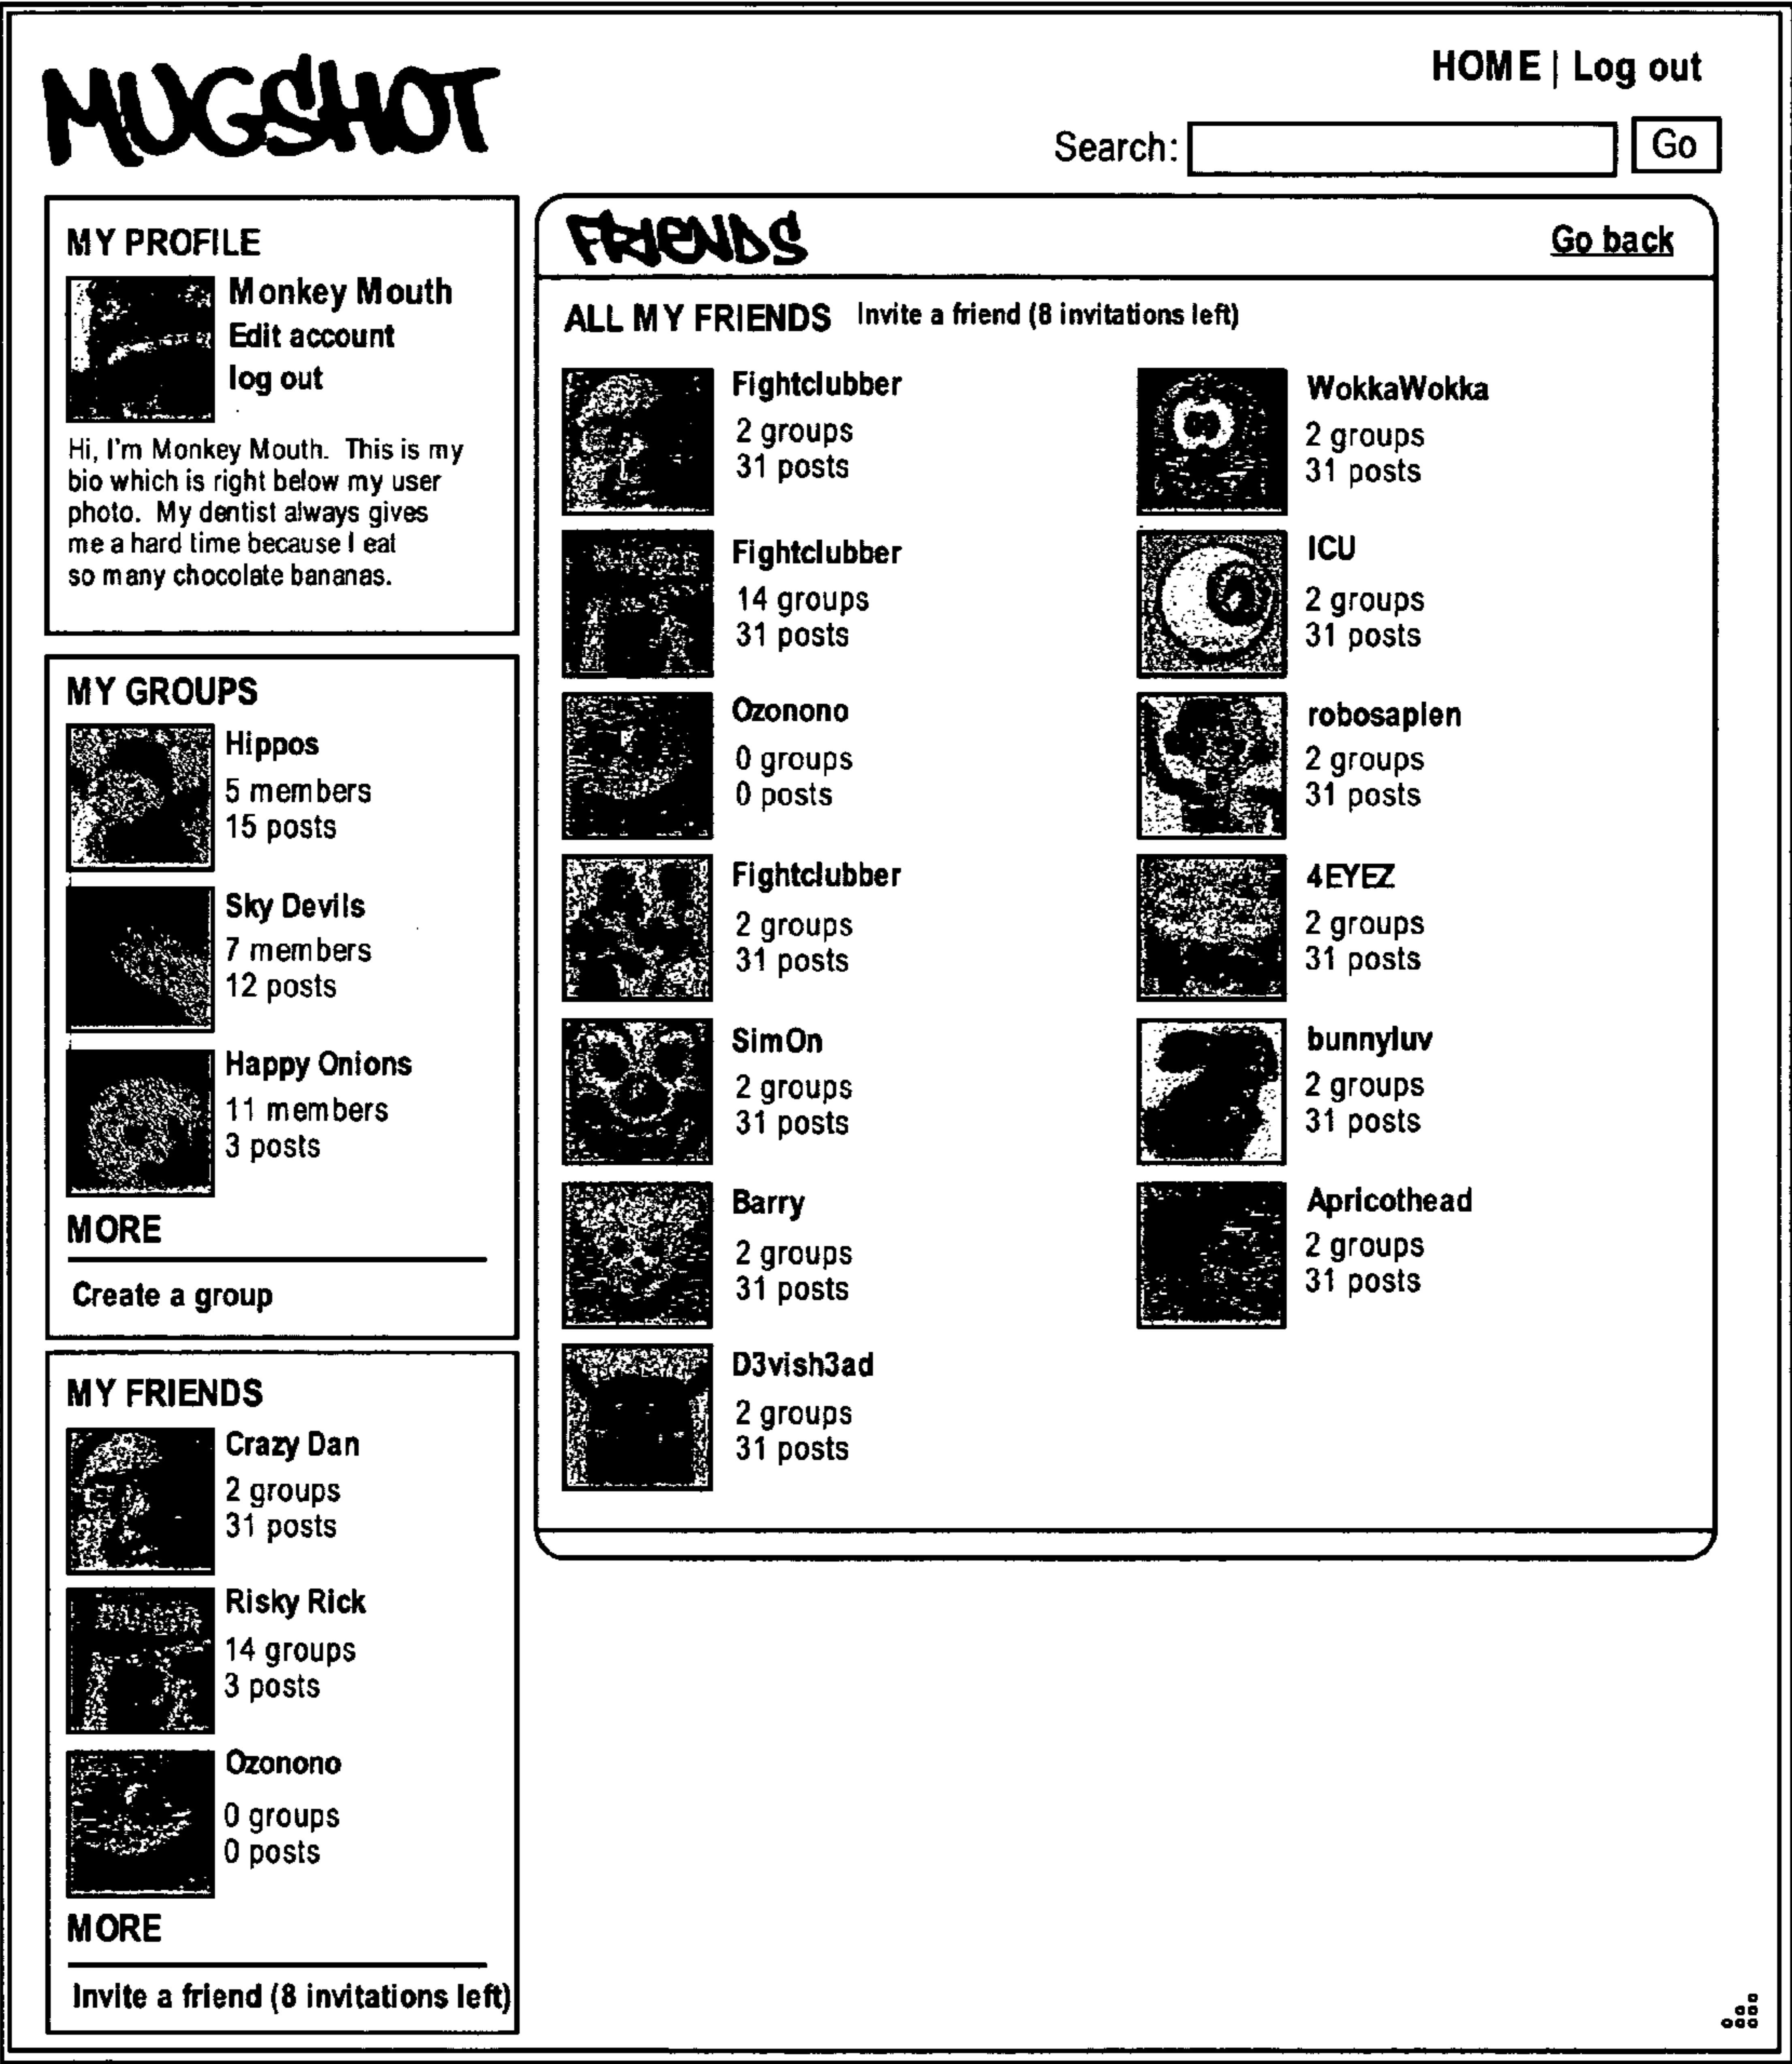 MUGSHOT
HOME | Log out
Search:
Go
MY PROFILE
Monkey Mouth
Edit account
log out
Hi, I'm Monkey Mouth. This is my
bio which is right below my user
photo. My dentist always gives
me a hard time because I eat
so many chocolate bananas.
MY GROUPS
Hippos
5 members
15 posts
Sky Devils
7 members
12 posts
Happy Onions
11 members
3 posts
MORE
Create a group
MY FRIENDS
Crazy Dan
2 groups
31 posts
Risky Rick
14 groups
3 posts
Ozonono
0 groups
0 posts
MORE
Invite a friend (8 invitations left)
FRIENDS
Go back
ALL MY FRIENDS Invite a friend (8 invitations left)
Fightclubber
2 groups
31 posts
Fightclubber
14 groups
31 posts
Ozonono
0 groups
0 posts
Fightclubber
2 groups
31 posts
SimOn
2 groups
31 posts
Barry
2 groups
31 posts
D3vish3ad
2 groups
31 posts
WokkaWokka
2 groups
31 posts
ICU
2 groups
31 posts
robosapien
2 groups
31 posts
4EYEZ
2 groups
31 posts
bunnyluv
2 groups
31 posts
Apricothead
2 groups
31 posts